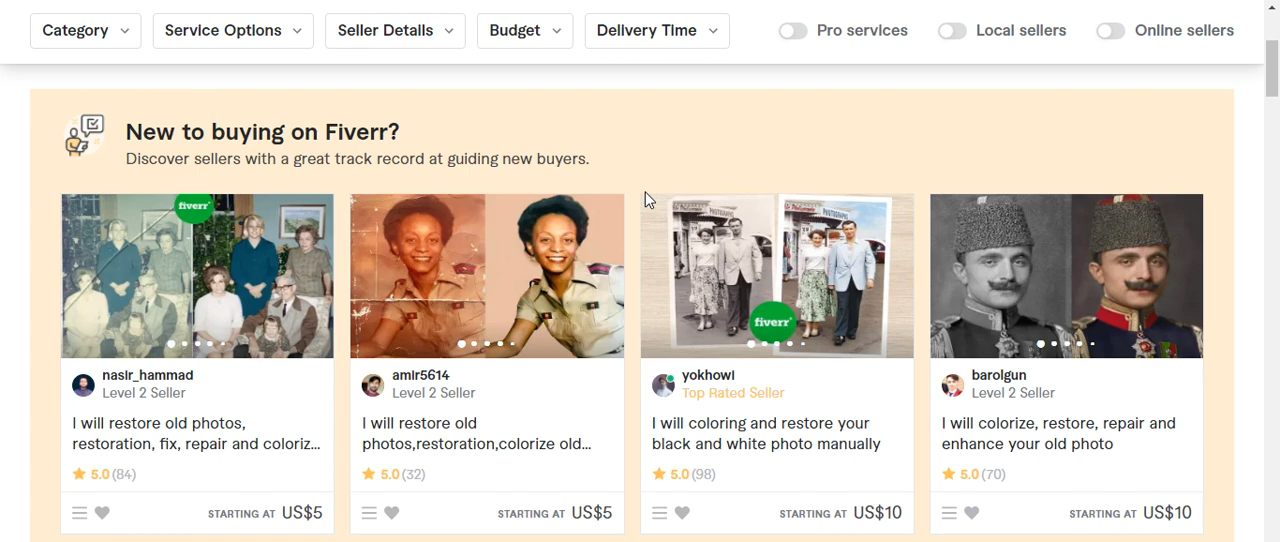 Category Service Options Seller Details Budget Delivery Time Pro services Local sellers Online sellers
New to buying on Fiverr?
Discover sellers with a great track record at guiding new buyers.
fiverr
PHOTOGRAPHS
PHOTOGRAPHS
fiverr
nasir_hammad
Level 2 Seller
I will restore old photos,
restoration, fix, repair and coloriz...
5.0 (84)
STARTING AT US$5
amir5614
Level 2 Seller
I will restore old
photos,restoration,colorize old...
5.0 (32)
STARTING AT US$5
yokhowi
Top Rated Seller
I will coloring and restore your
black and white photo manually
5.0 (98)
STARTING AT US$10
barolgun
Level 2 Seller
I will colorize, restore, repair and
enhance your old photo
5.0 (70)
STARTING AT US$10